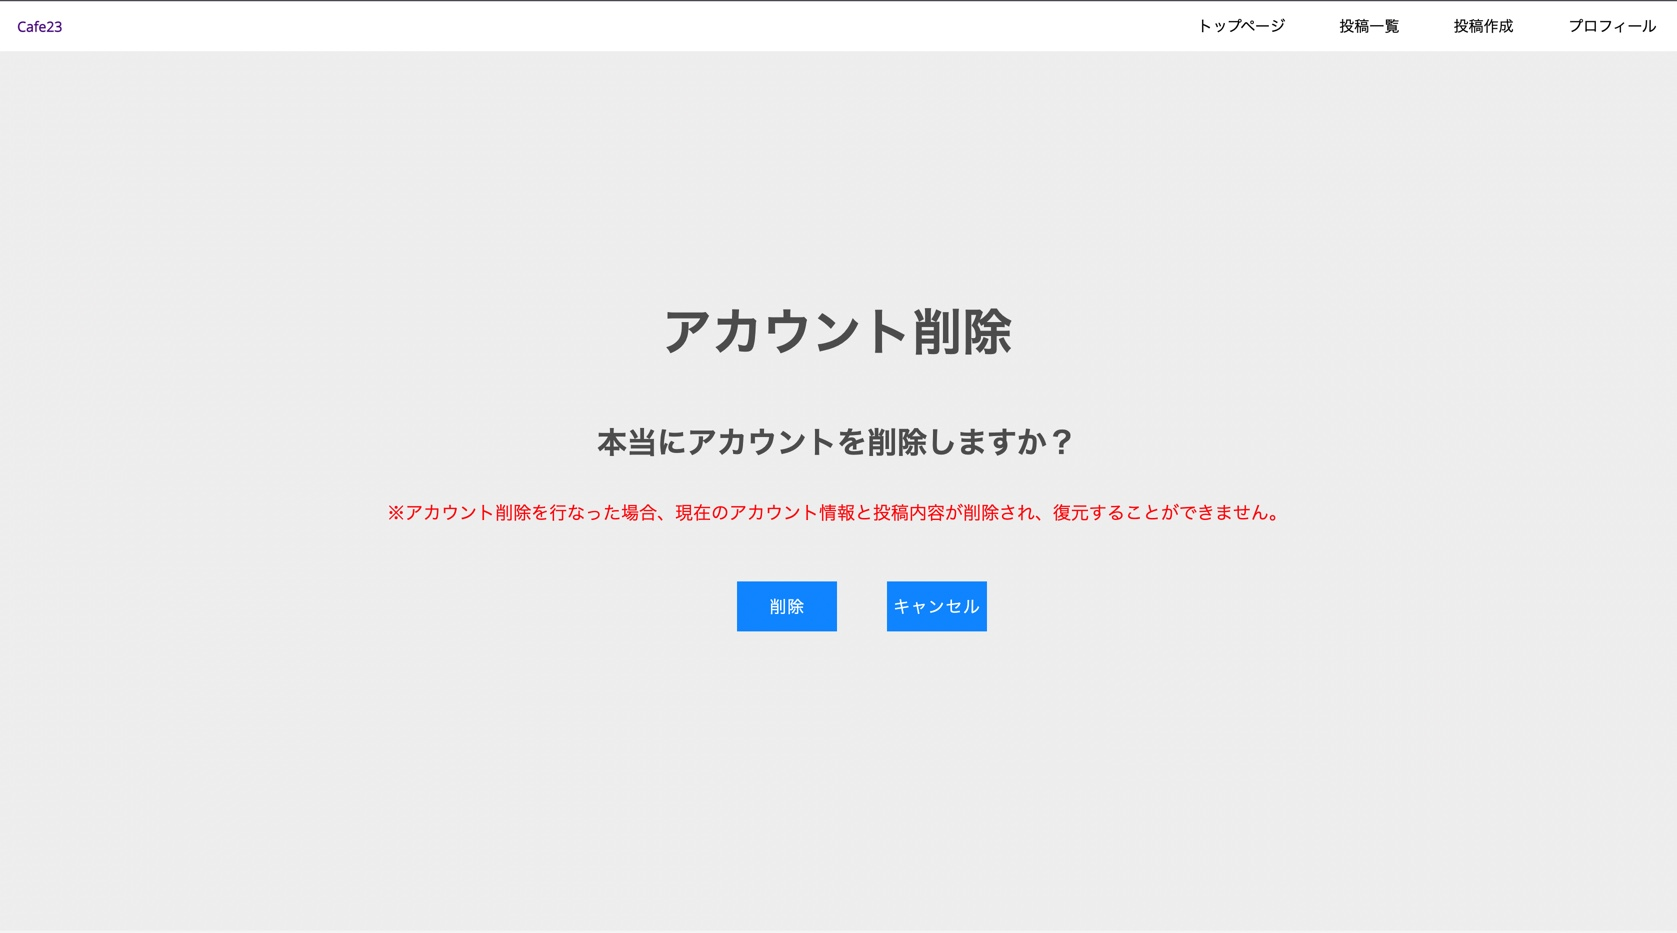 Cafe23
トップページ
投稿一覧
投稿作成
プロフィール
アカウント削除
本当にアカウントを削除しますか？
※アカウント削除を行なった場合、現在のアカウント情報と投稿内容が削除され、復元することができません。
削除
キャンセル